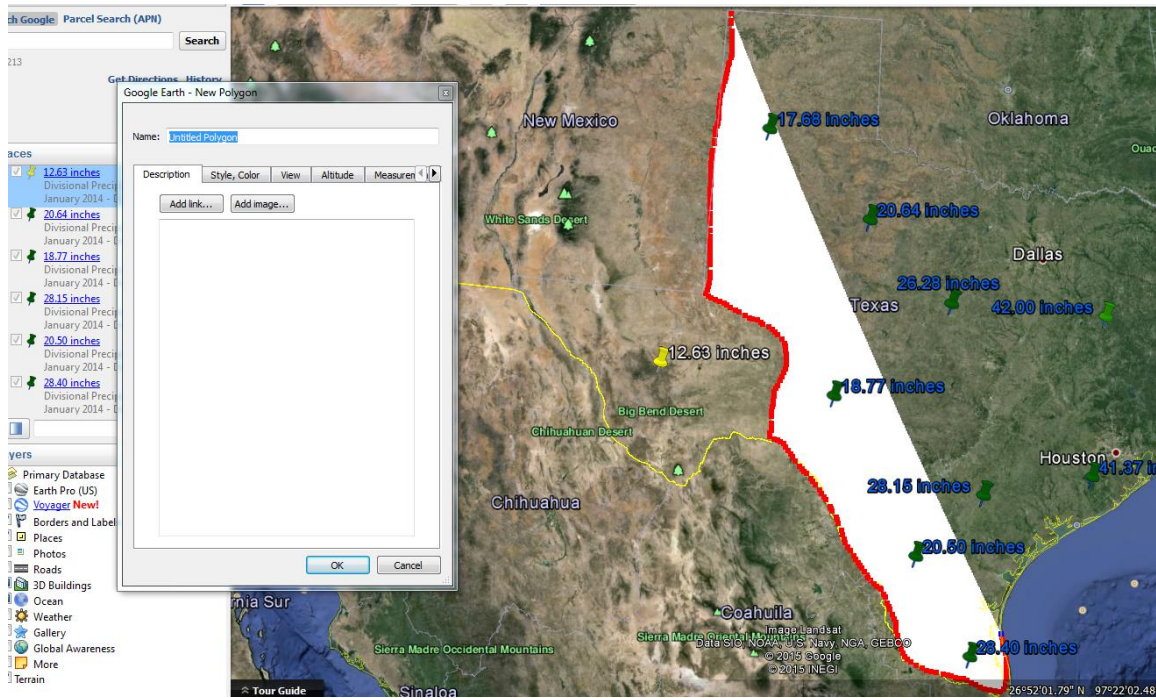 ch Google Parcel Search (APN)
Search
213
Get Directions History
Google Earth - New Polygon
Name: Untitled Polygon
Description Style, Color View Altitude Measurem
Add link... Add image...
OK Cancel
aces
12.63 inches
Divisional Precip
January 2014 - D
20.64 inches
Divisional Precip
January 2014 - D
18.77 inches
Divisional Precip
January 2014 - D
28.15 inches
Divisional Precip
January 2014 - D
20.50 inches
Divisional Precip
January 2014 - D
28.40 inches
Divisional Precip
January 2014 - D
yers
Primary Database
Earth Pro (US)
Voyager New!
Borders and Label
Places
Photos
Roads
3D Buildings
Ocean
Weather
Gallery
Global Awareness
More
Terrain
New Mexico
17.68 inches
Oklahoma
Ouac
White Sands Desert
20.64 inches
Dallas
26.28 inches
Texas
42.00 inches
12.63 inches
18.77 inches
Big Bend Desert
Chihuahuan Desert
Houston
41.37 in
28.15 inches
Chihuahua
20.50 inches
rnia Sur
Coahuila
28.40 inches
Sierra Madre Oriental Mountains
Sierra Madre Occidental Mountains
Image Landsat
Data SIO, NOAA, U.S. Navy, NGA, GEBCO
© 2015 Google
© 2015 INEGI
Tour Guide
Sinaloa
26°52'01.79" N 97°22'02.48